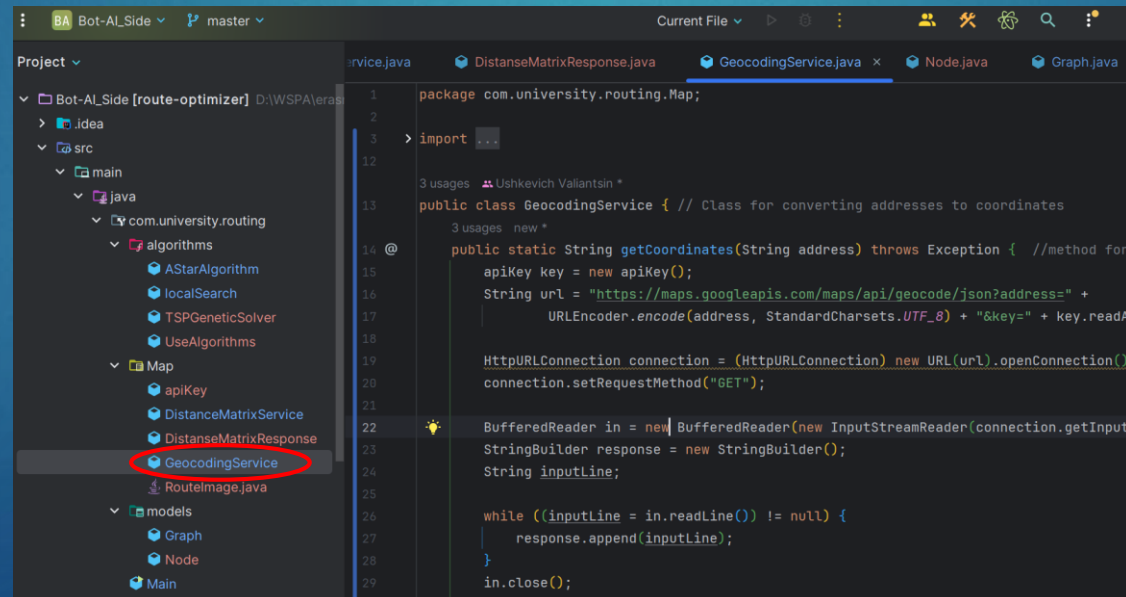 BA Bot-AI_Side master Current File
Project
Bot-AI_Side [route-optimizer] D:\WSPA\eras
.idea
src
main
java
com.university.routing
algorithms
AStarAlgorithm
localSearch
TSPGeneticSolver
UseAlgorithms
Map
apiKey
DistanceMatrixService
DistanseMatrixResponse
GeocodingService
RouteImage.java
models
Graph
Node
Main
ervice.java DistanseMatrixResponse.java GeocodingService.java × Node.java Graph.java
1 package com.university.routing.Map;
2
3 import ...
12
3 usages Ushkevich Valiantsin *
13 public class GeocodingService { // Class for converting addresses to coordinates
3 usages new *
14 @ public static String getCoordinates(String address) throws Exception { //method for
15 apiKey key = new apiKey();
16 String url = "https://maps.googleapis.com/maps/api/geocode/json?address=" +
17 URLEncoder.encode(address, StandardCharsets.UTF_8) + "&key=" + key.readA
18
19 HttpURLConnection connection = (HttpURLConnection) new URL(url).openConnection()
20 connection.setRequestMethod("GET");
21
22 BufferedReader in = new BufferedReader(new InputStreamReader(connection.getInput
23 StringBuilder response = new StringBuilder();
24 String inputLine;
25
26 while ((inputLine = in.readLine()) != null) {
27 response.append(inputLine);
28 }
29 in.close();